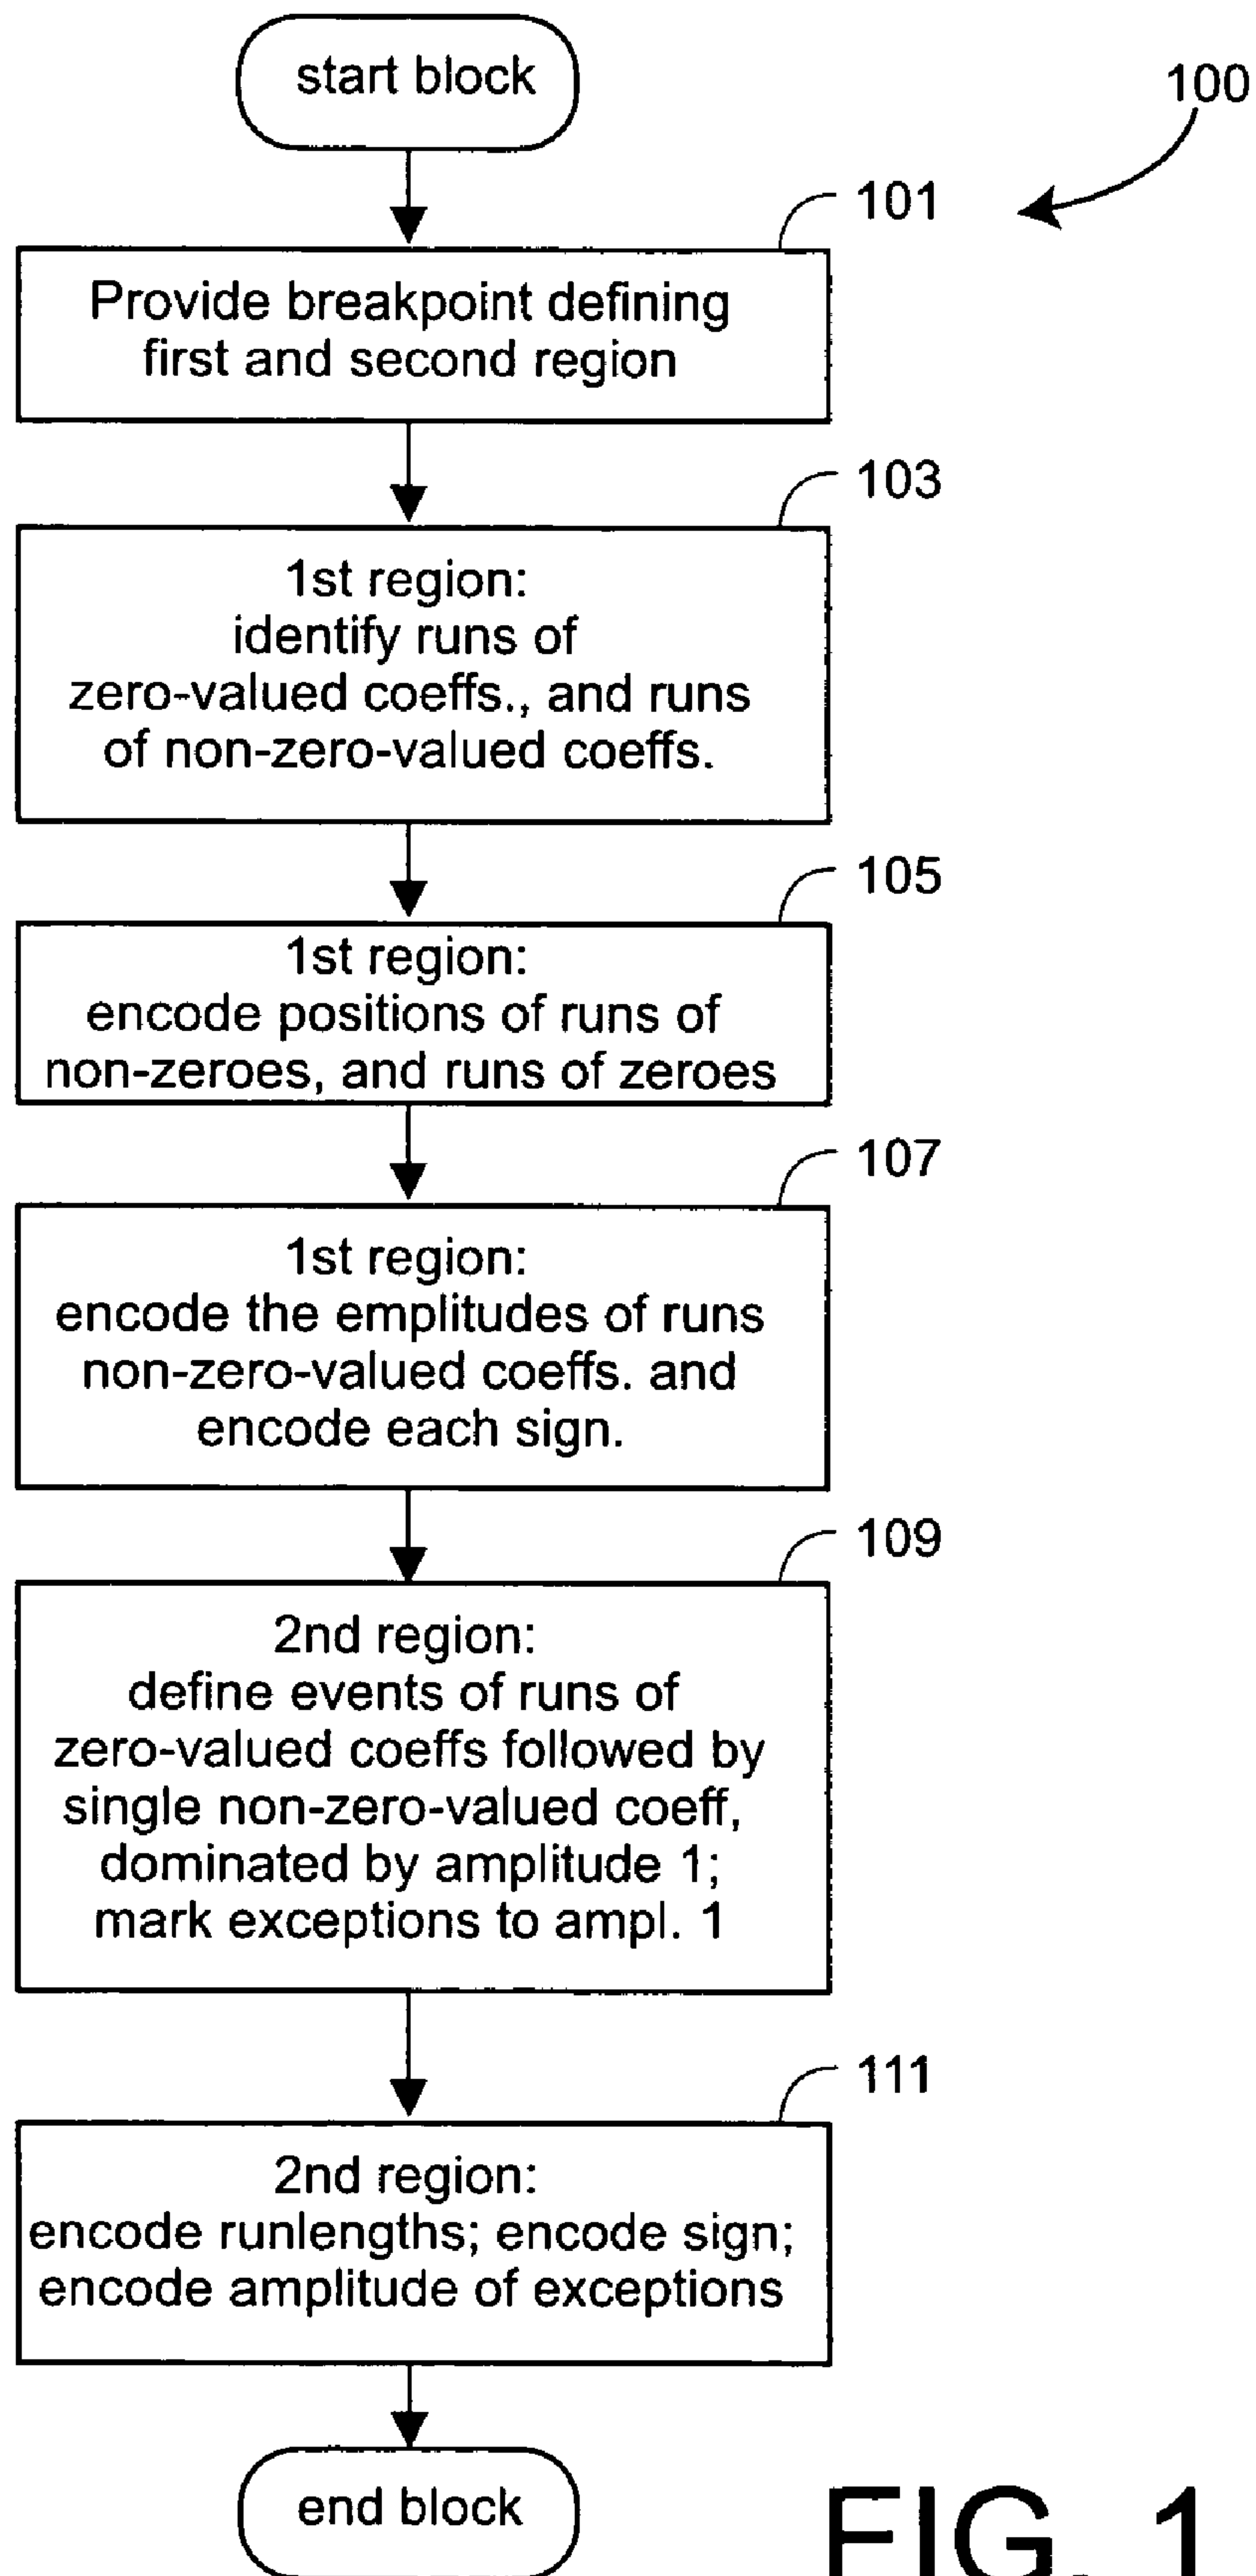 start block
100
101
Provide breakpoint defining
first and second region
103
1st region:
identify runs of
zero-valued coeffs., and runs
of non-zero-valued coeffs.
105
1st region:
encode positions of runs of
non-zeroes, and runs of zeroes
107
1st region:
encode the emplitudes of runs
non-zero-valued coeffs. and
encode each sign.
109
2nd region:
define events of runs of
zero-valued coeffs followed by
single non-zero-valued coeff,
dominated by amplitude 1;
mark exceptions to ampl. 1
111
2nd region:
encode runlengths; encode sign;
encode amplitude of exceptions
end block
FIG. 1